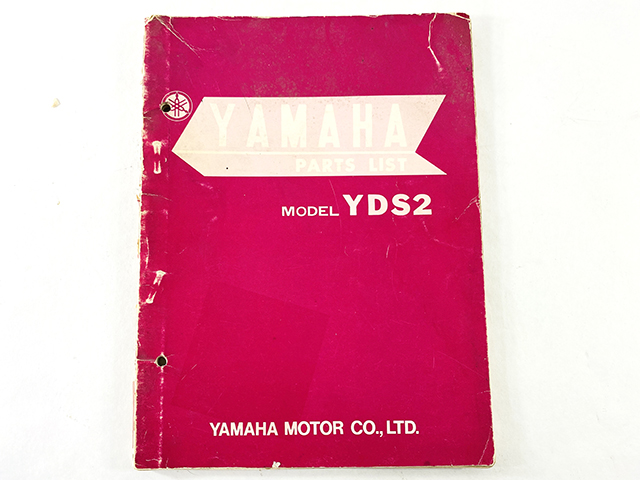 YAMAHA
PARTS LIST
MODEL YDS2
YAMAHA MOTOR CO., LTD.